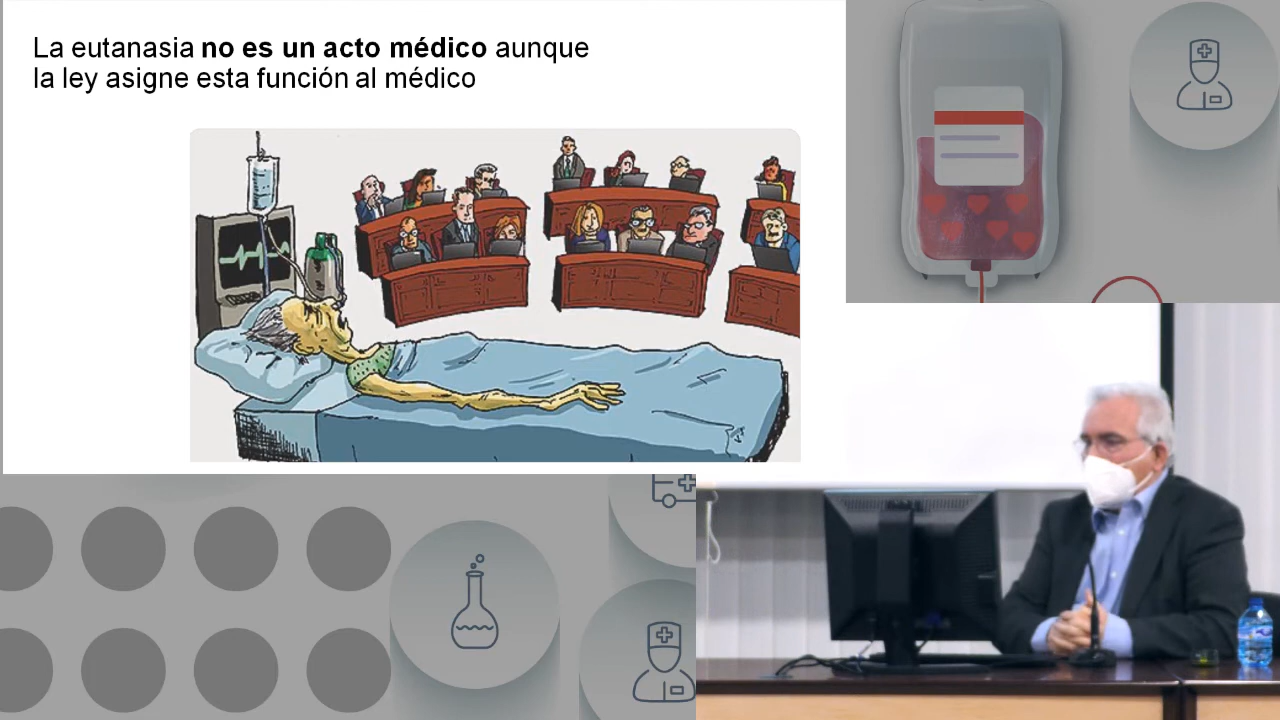 La eutanasia no es un acto médico aunque
la ley asigne esta función al médico